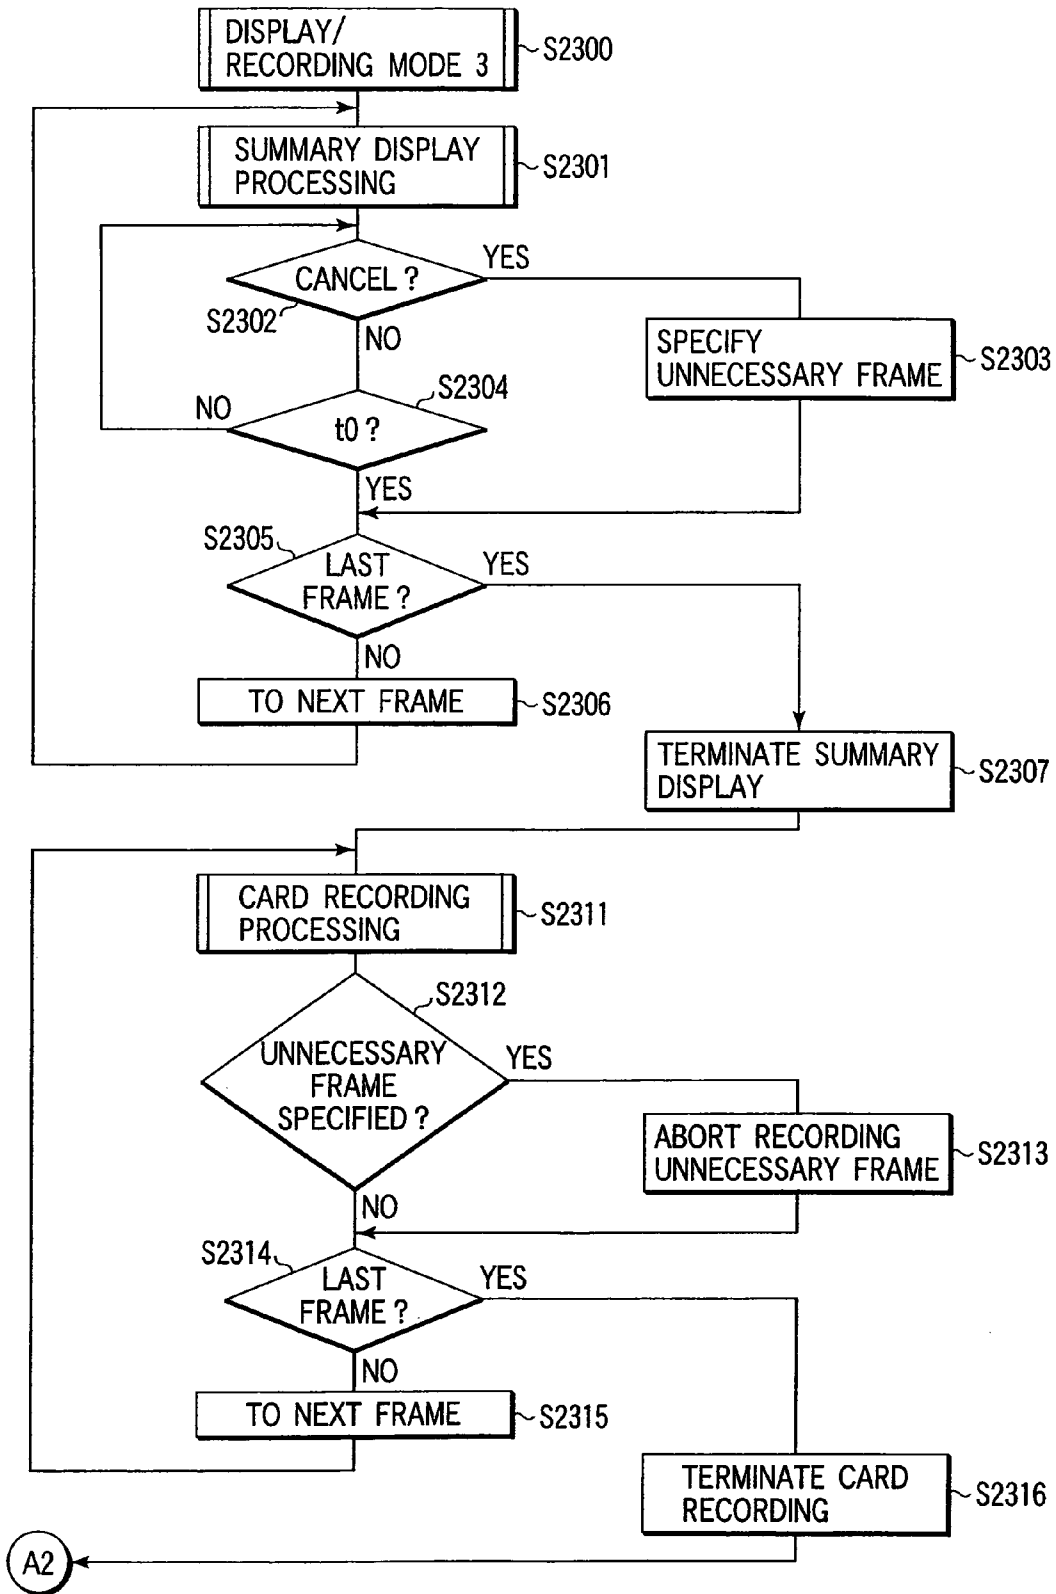 DISPLAY/
RECORDING MODE 3
S2300
SUMMARY DISPLAY
PROCESSING
S2301
CANCEL ?
YES
S2302
NO
SPECIFY
UNNECESSARY FRAME
S2303
S2304
NO
t0 ?
YES
S2305
LAST
FRAME ?
YES
NO
TO NEXT FRAME
S2306
TERMINATE SUMMARY
DISPLAY
S2307
CARD RECORDING
PROCESSING
S2311
S2312
UNNECESSARY
FRAME
SPECIFIED ?
YES
ABORT RECORDING
UNNECESSARY FRAME
S2313
NO
S2314
LAST
FRAME ?
YES
NO
TO NEXT FRAME
S2315
TERMINATE CARD
RECORDING
S2316
A2